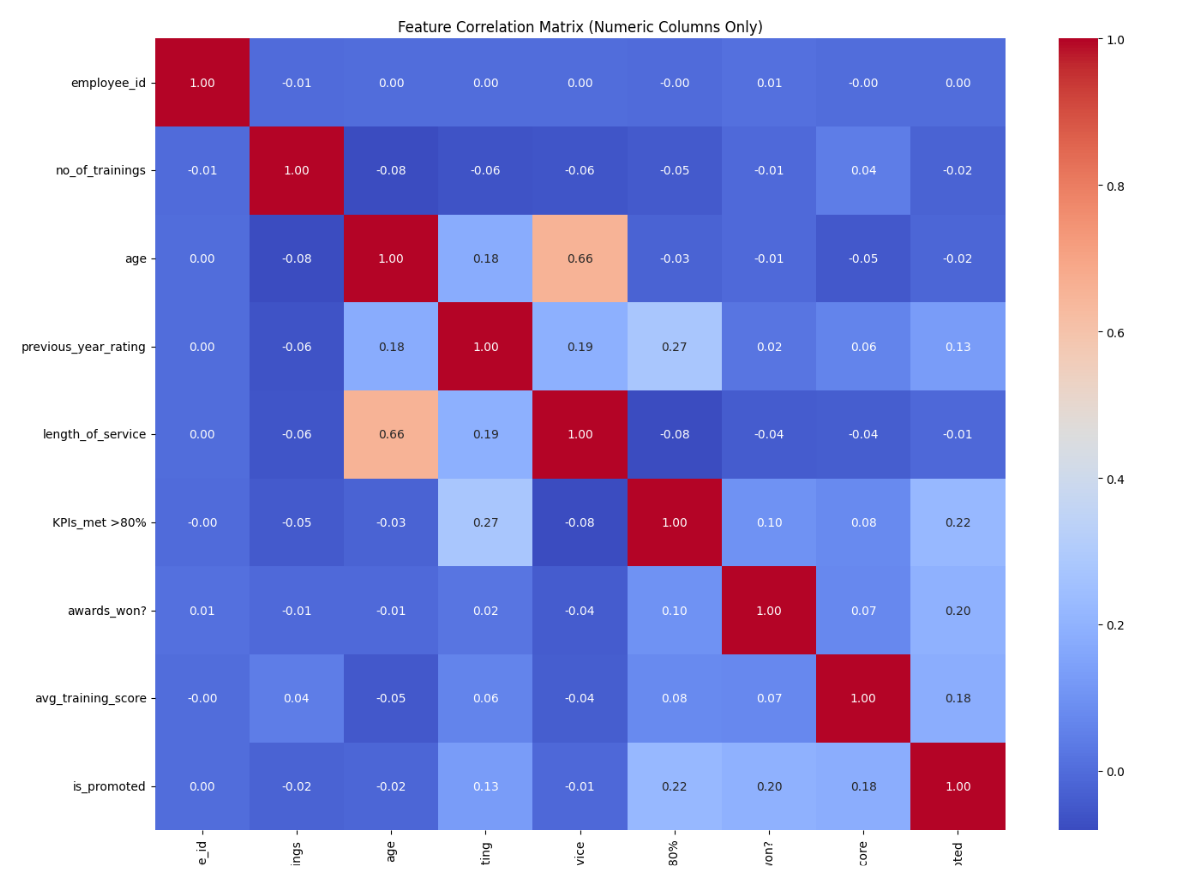 Feature Correlation Matrix (Numeric Columns Only)
employee_id 1.00 -0.01 0.00 0.00 0.00 -0.00 0.01 -0.00 0.00
no_of_trainings -0.01 1.00 -0.08 -0.06 -0.06 -0.05 -0.01 0.04 -0.02
age 0.00 -0.08 1.00 0.18 0.66 -0.03 -0.01 -0.05 -0.02
previous_year_rating 0.00 -0.06 0.18 1.00 0.19 0.27 0.02 0.06 0.13
length_of_service 0.00 -0.06 0.66 0.19 1.00 -0.08 -0.04 -0.04 -0.01
KPIs_met >80% -0.00 -0.05 -0.03 0.27 -0.08 1.00 0.10 0.08 0.22
awards_won? 0.01 -0.01 -0.01 0.02 -0.04 0.10 1.00 0.07 0.20
avg_training_score -0.00 0.04 -0.05 0.06 -0.04 0.08 0.07 1.00 0.18
is_promoted 0.00 -0.02 -0.02 0.13 -0.01 0.22 0.20 0.18 1.00
e_id ings age ting vice 80% von? core oted
1.0
0.8
0.6
0.4
0.2
0.0